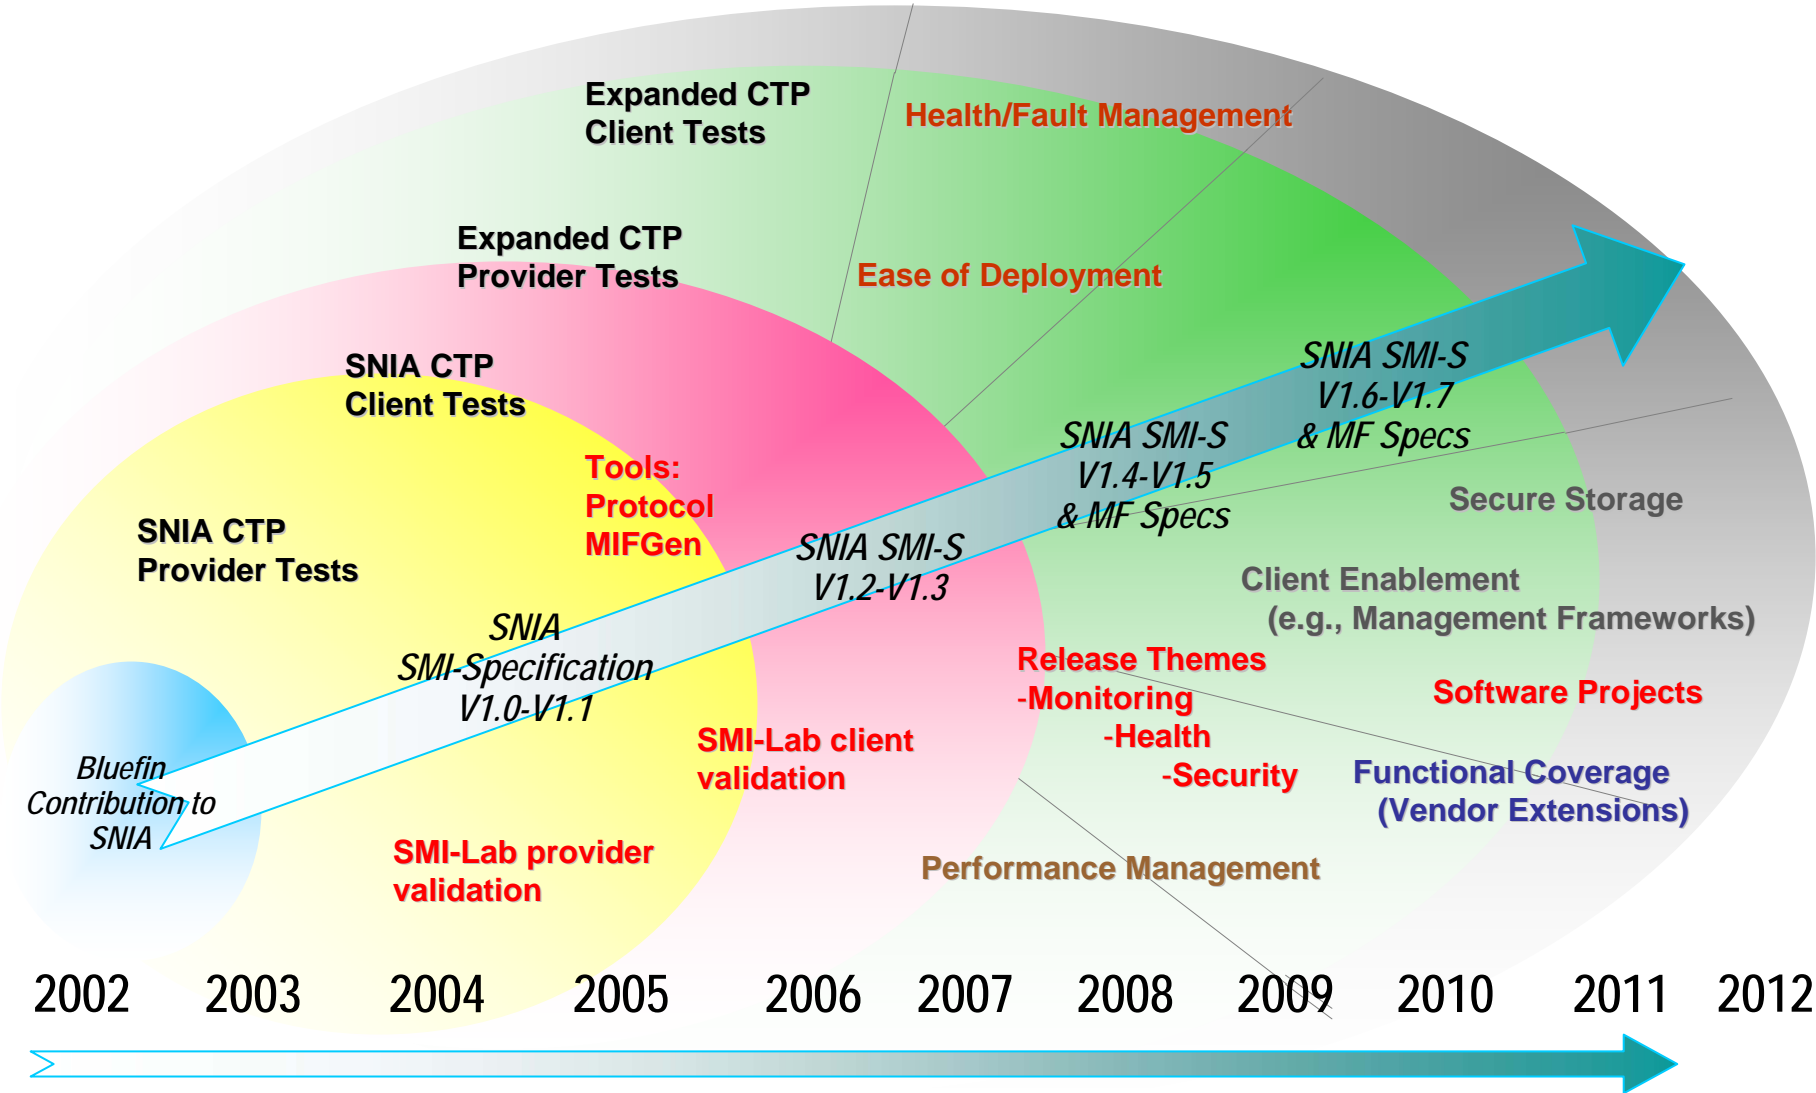 Expanded CTP
Client Tests
Health/Fault Management
Expanded CTP
Provider Tests
Ease of Deployment
SNIA CTP
Client Tests
SNIA SMI-S
V1.6-V1.7
& MF Specs
Tools:
Protocol
MIFGen
SNIA SMI-S
V1.4-V1.5
& MF Specs
Secure Storage
SNIA CTP
Provider Tests
SNIA SMI-S
V1.2-V1.3
Client Enablement
(e.g., Management Frameworks)
SNIA
SMI-Specification
V1.0-V1.1
Release Themes
-Monitoring
-Health
-Security
Software Projects
SMI-Lab client
validation
Functional Coverage
(Vendor Extensions)
Bluefin
Contribution to
SNIA
SMI-Lab provider
validation
Performance Management
2002 2003 2004 2005 2006 2007 2008 2009 2010 2011 2012